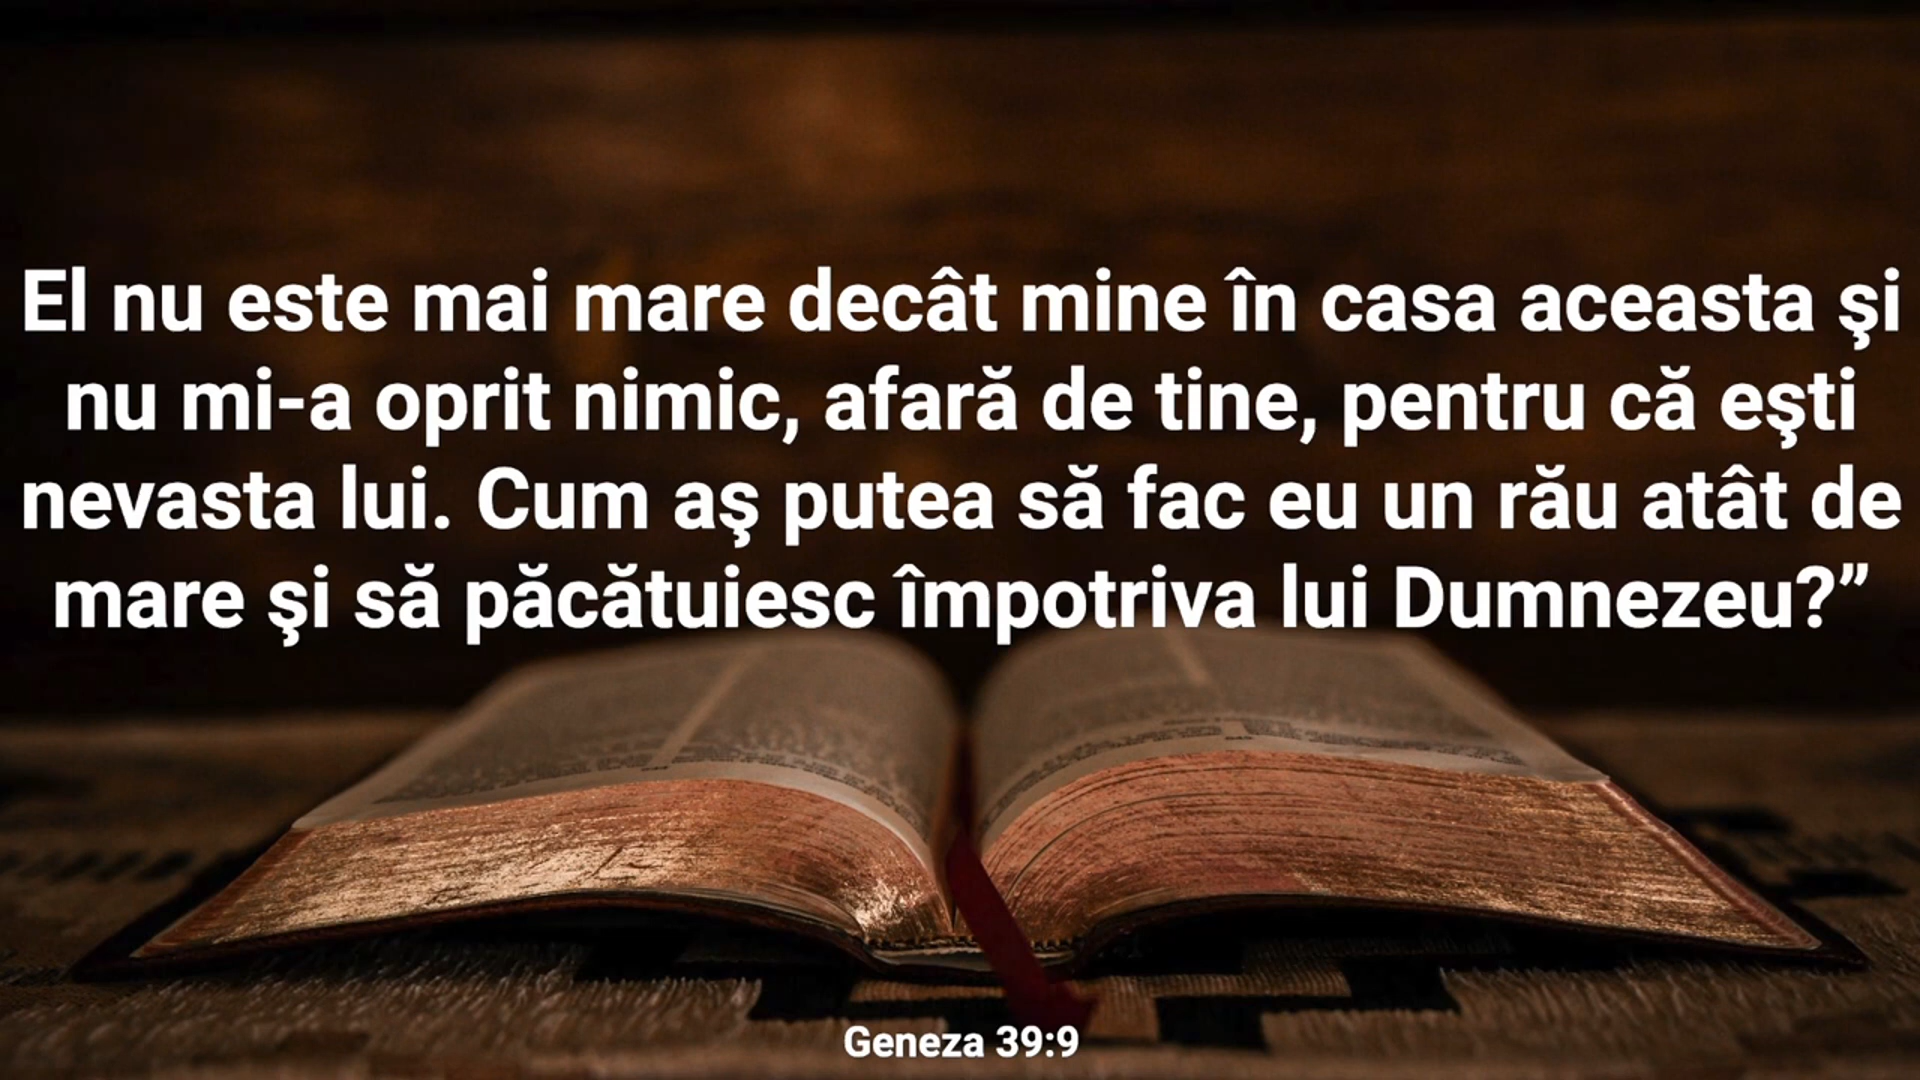 El nu este mai mare decât mine în casa aceasta şi
nu mi-a oprit nimic, afară de tine, pentru că eşti
nevasta lui. Cum aş putea să fac eu un rău atât de
mare şi să păcătuiesc împotriva lui Dumnezeu?”
Geneza 39:9